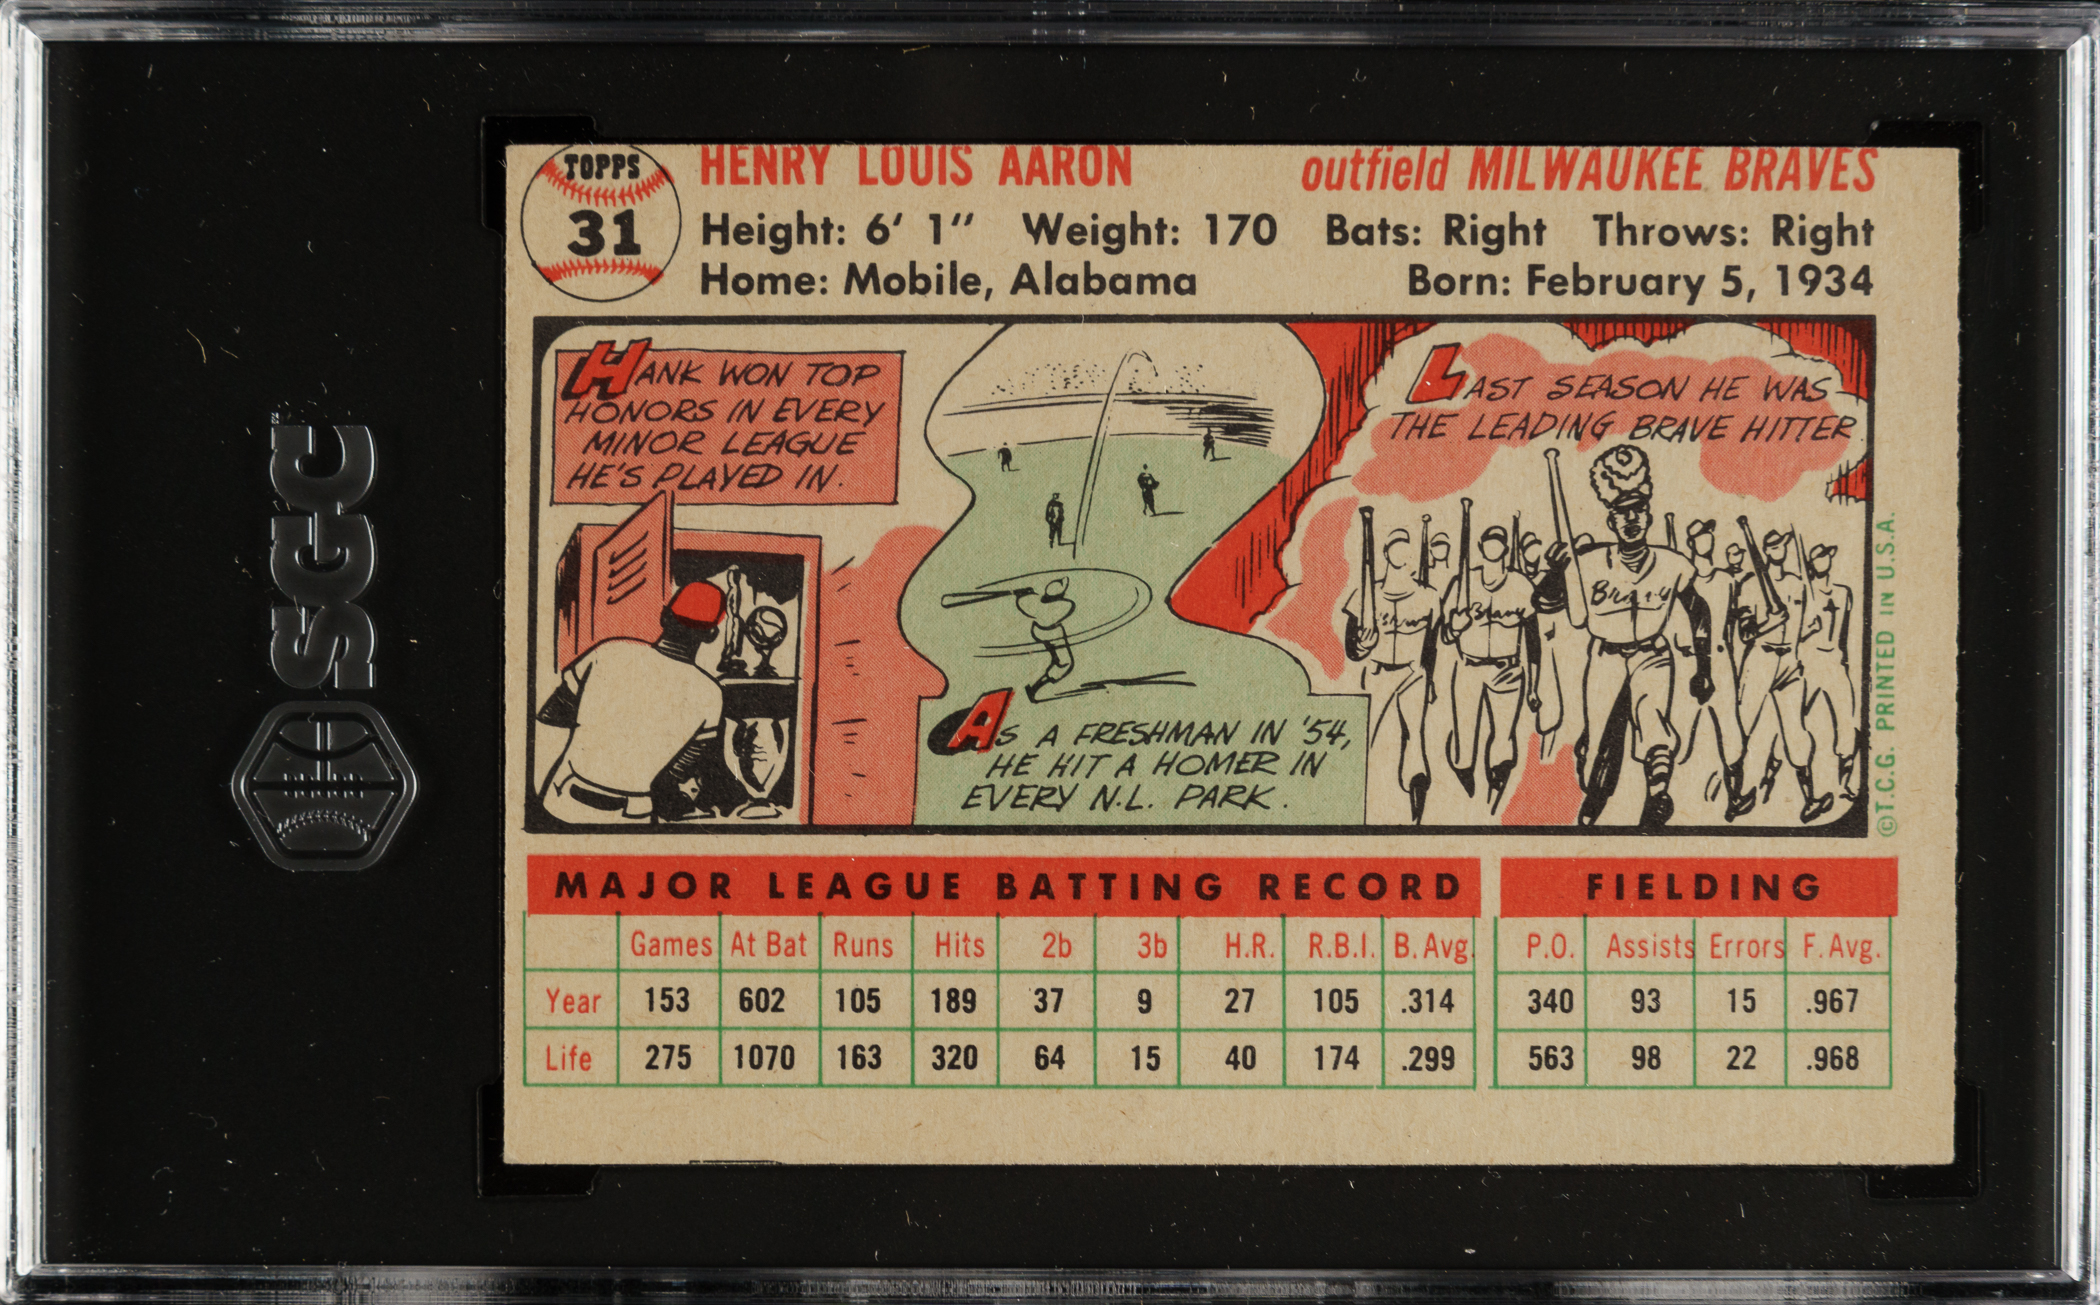 SGC
TOPPS
31
HENRY LOUIS AARON
outfield MILWAUKEE BRAVES
Height: 6' 1" Weight: 170 Bats: Right Throws: Right
Home: Mobile, Alabama Born: February 5, 1934
HANK WON TOP
HONORS IN EVERY
MINOR LEAGUE
HE'S PLAYED IN.
AS A FRESHMAN IN '54,
HE HIT A HOMER IN
EVERY N.L. PARK.
LAST SEASON HE WAS
THE LEADING BRAVE HITTER
Braves
©T.C.G. PRINTED IN U.S.A.
MAJOR LEAGUE BATTING RECORD FIELDING
Games At Bat Runs Hits 2b 3b H.R. R.B.I. B. Avg. P.O. Assists Errors F. Avg.
Year 153 602 105 189 37 9 27 105 .314 340 93 15 .967
Life 275 1070 163 320 64 15 40 174 .299 563 98 22 .968